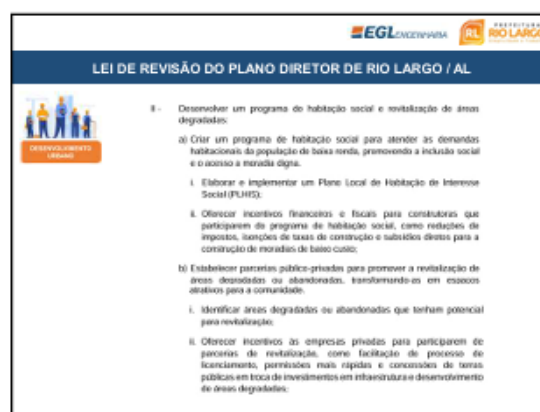 EGL ENGENHARIA
RL
PREFEITURA
RIO LARGO
LEI DE REVISÃO DO PLANO DIRETOR DE RIO LARGO / AL
DESENVOLVIMENTO
URBANO
II - Desenvolver um programa de habitação social e revitalização de áreas
degradadas:
a) Criar um programa de habitação social para atender às demandas
habitacionais da população de baixa renda, promovendo a inclusão social
e o acesso a moradia digna.
i. Elaborar e implementar um Plano Local de Habitação de Interesse
Social (PLHIS);
ii. Oferecer incentivos financeiros e fiscais para construtoras que
participarem do programa de habitação social, como reduções de
impostos, isenções de taxas de construção e subsídios diretos para a
construção de moradias de baixo custo;
b) Estabelecer parcerias público-privadas para promover a revitalização de
áreas degradadas ou abandonadas, transformando-as em espaços
atrativos para a comunidade.
i. Identificar áreas degradadas ou abandonadas que tenham potencial
para revitalização;
ii. Oferecer incentivos às empresas privadas para participarem de
parcerias de revitalização, como facilitação de processo de
licenciamento, permissões mais rápidas e concessões de terras
públicas em troca de investimentos em infraestrutura e desenvolvimento
de áreas degradadas;